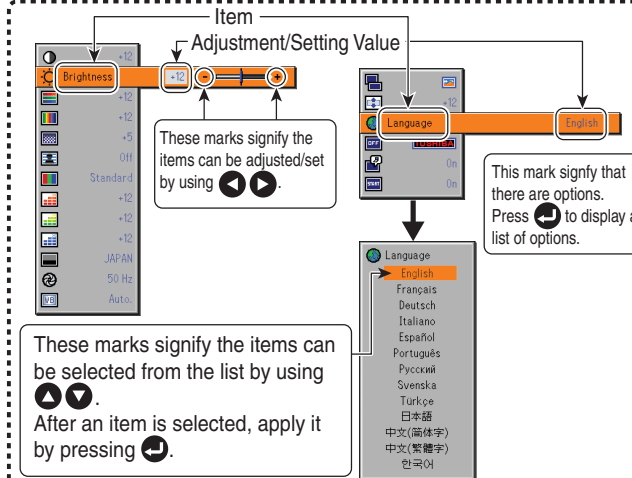 Item
Adjustment/Setting Value
+12
Brightness
+12
+12
+12
+5
Off
Standard
+12
+12
+12
JAPAN
50 Hz
VB
Auto.
These marks signify the
items can be adjusted/set
by using
.
+12
Language
English
OFF
TOSHIBA
On
START
On
This mark signfy that
there are options.
Press to display a
list of options.
Language
English
Français
Deutsch
Italiano
Español
Português
Русский
Svenska
Türkçe
日本語
中文(简体字)
中文(繁體字)
한국어
These marks signify the items can
be selected from the list by using
.
After an item is selected, apply it
by pressing .